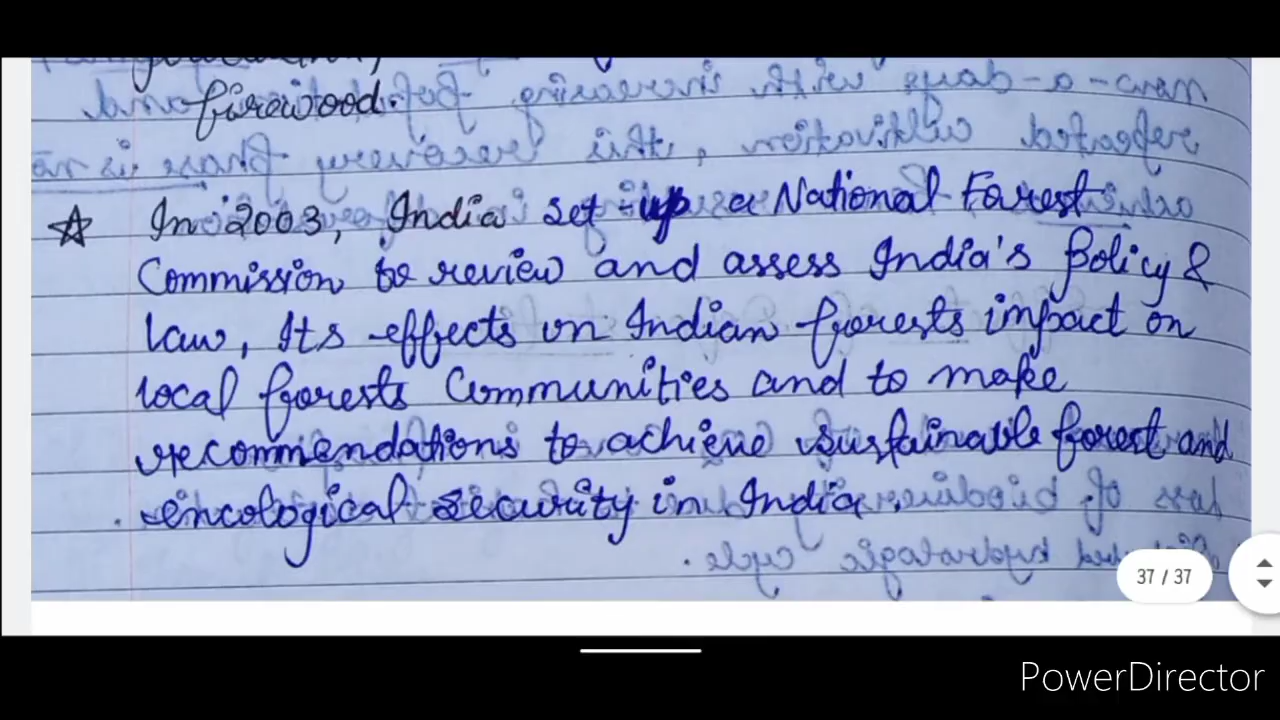 firewood.
☆ In 2003, India set-up a National Forest
Commission to review and assess India's Policy &
law, Its effects on Indian forests impact on
local forests Communities and to make
recommendations to achieve sustainable forest and
encological security in India.
37 / 37
PowerDirector